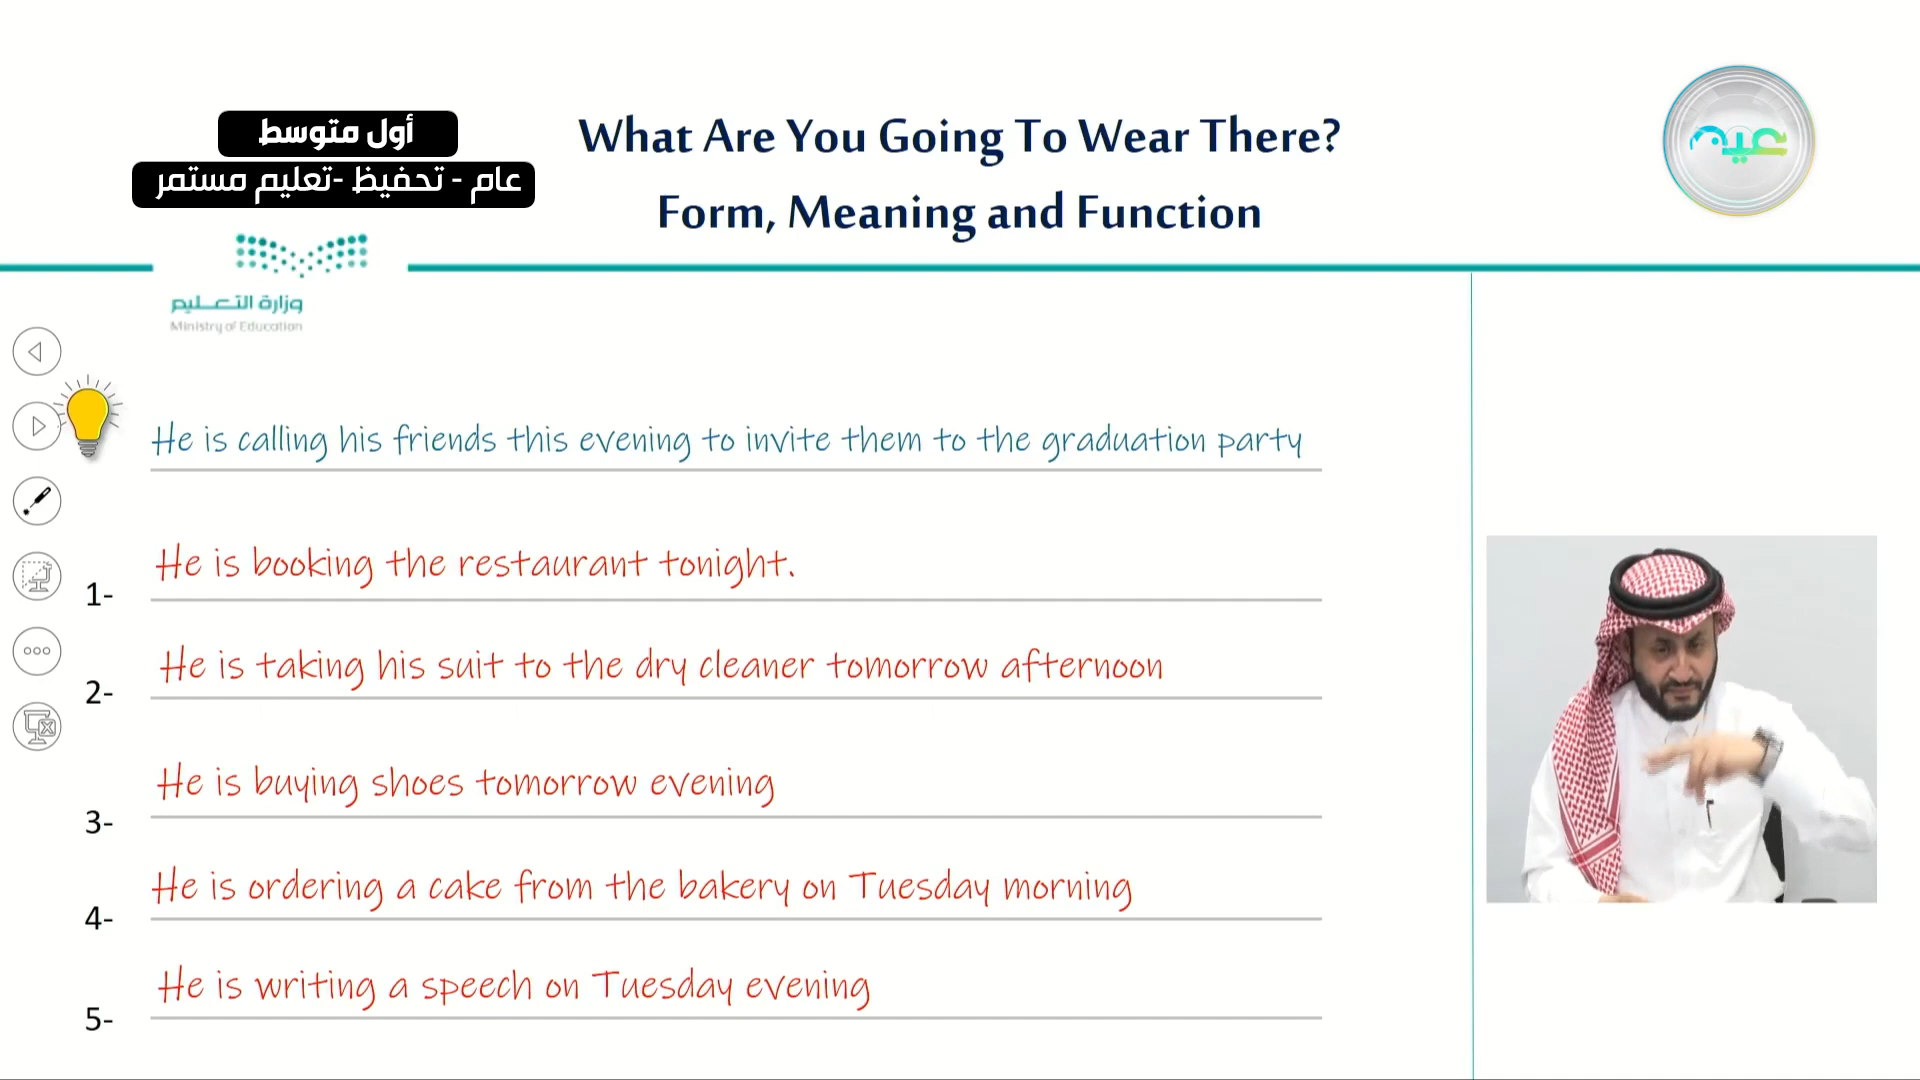 أول متوسط
عام - تحفيظ -تعليم مستمر
What Are You Going To Wear There?
Form, Meaning and Function
عين
وزارة التعليم
Ministry of Education
He is calling his friends this evening to invite them to the graduation party
1- He is booking the restaurant tonight.
2- He is taking his suit to the dry cleaner tomorrow afternoon
3- He is buying shoes tomorrow evening
4- He is ordering a cake from the bakery on Tuesday morning
5- He is writing a speech on Tuesday evening